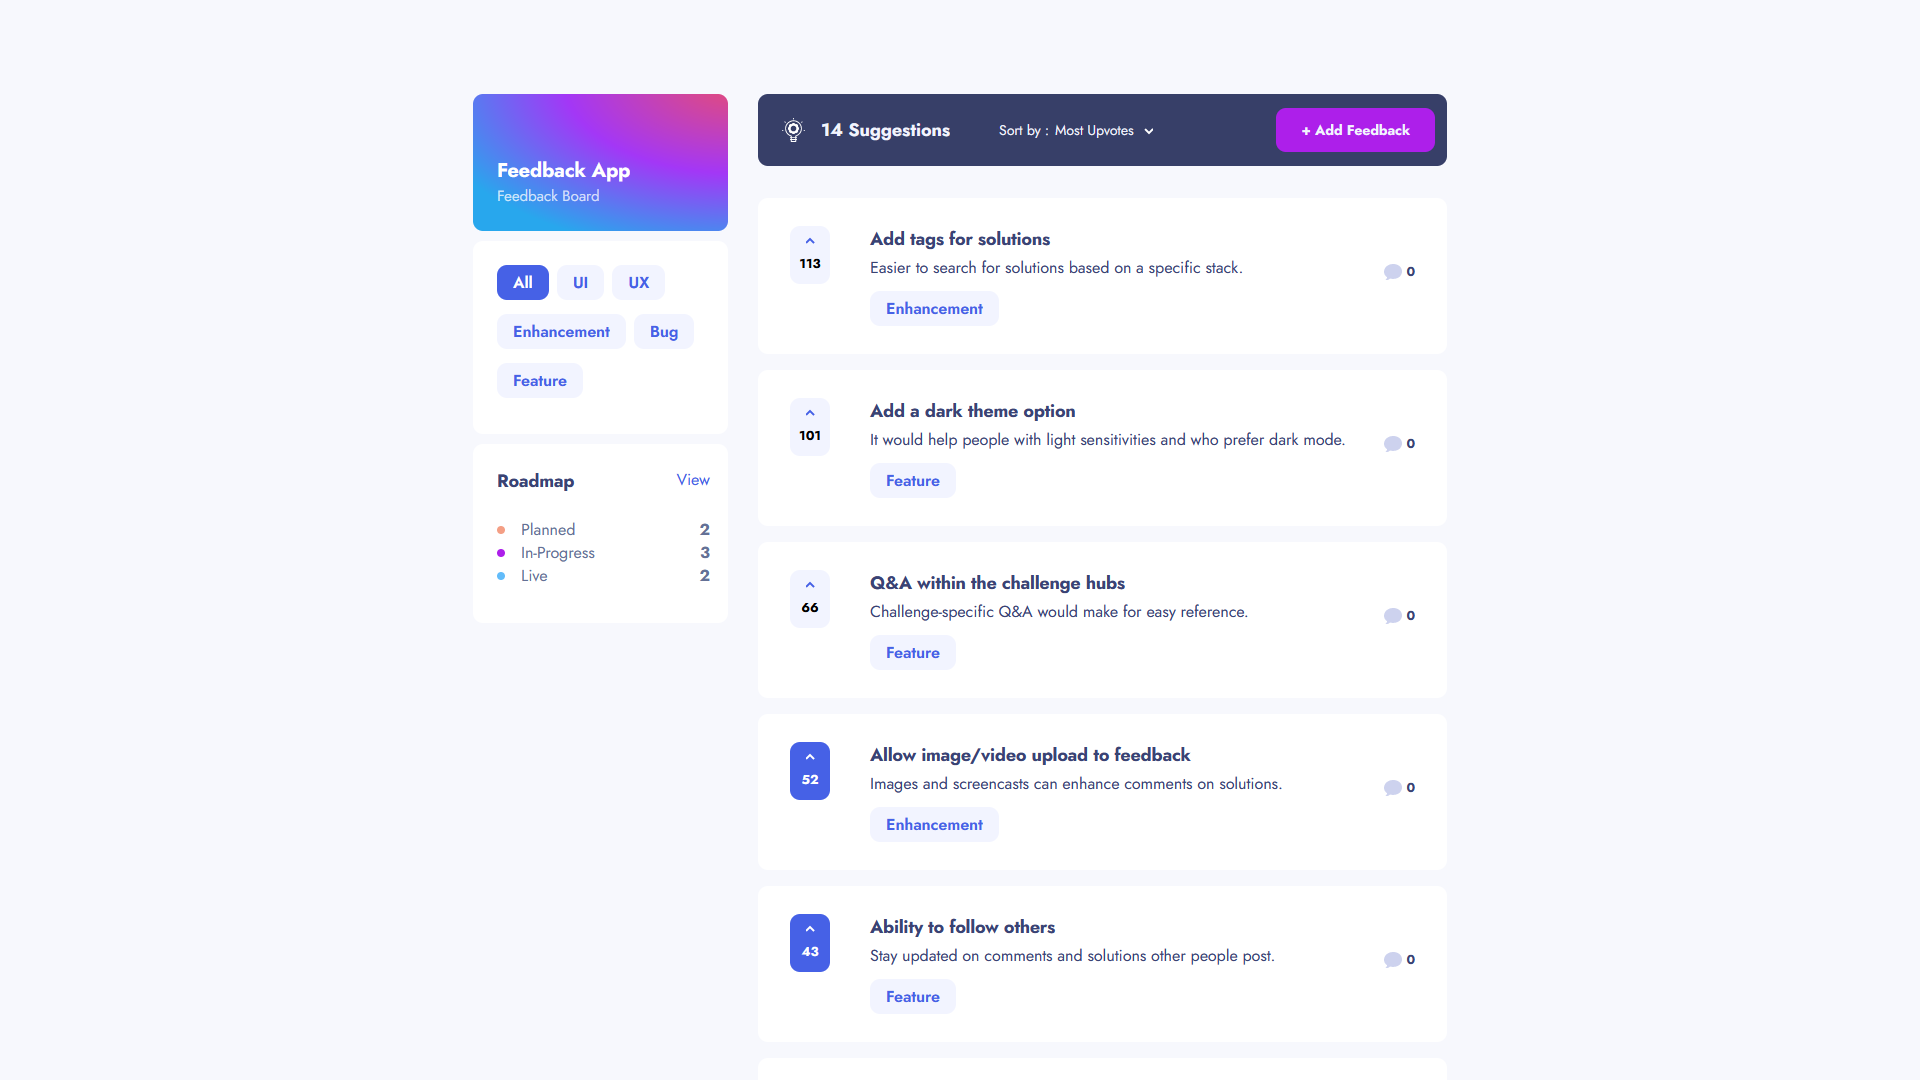 Feedback App
Feedback Board
All
UI
UX
Enhancement
Bug
Feature
Roadmap
View
Planned
2
In-Progress
3
Live
2
14 Suggestions
Sort by : Most Upvotes
+ Add Feedback
113
Add tags for solutions
Easier to search for solutions based on a specific stack.
Enhancement
0
101
Add a dark theme option
It would help people with light sensitivities and who prefer dark mode.
Feature
0
66
Q&A within the challenge hubs
Challenge-specific Q&A would make for easy reference.
Feature
0
52
Allow image/video upload to feedback
Images and screencasts can enhance comments on solutions.
Enhancement
0
43
Ability to follow others
Stay updated on comments and solutions other people post.
Feature
0